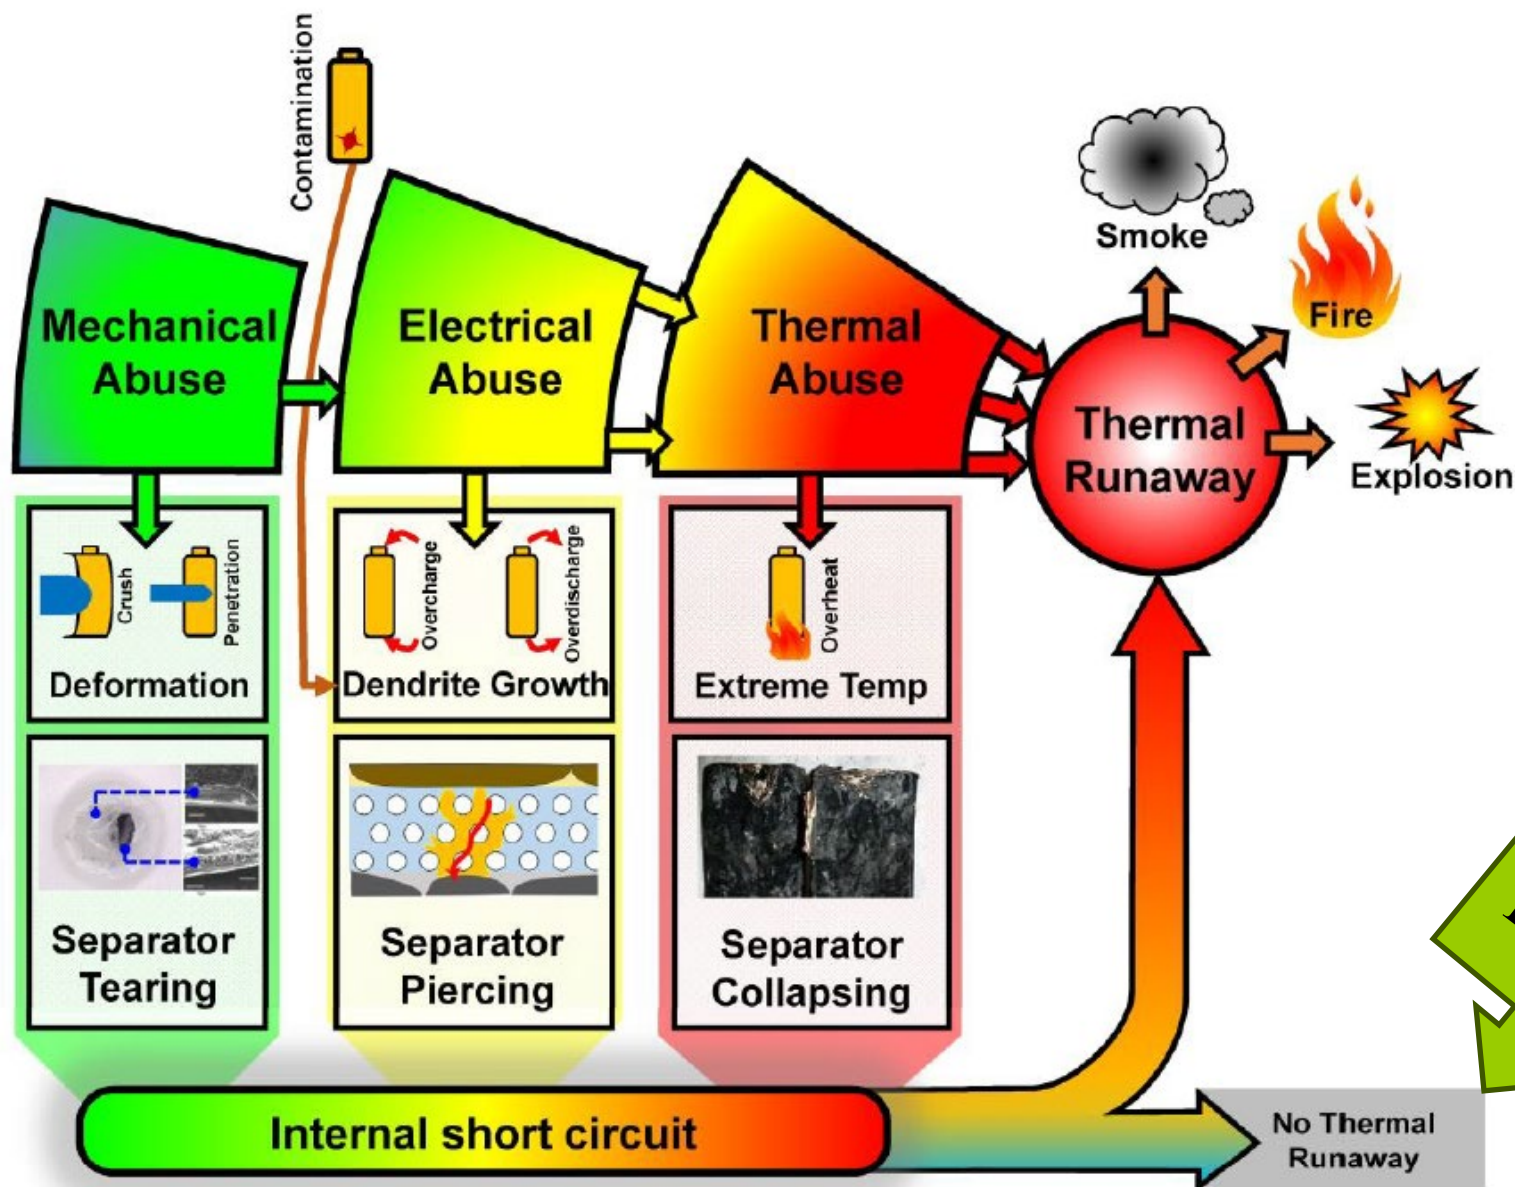 Contamination
Mechanical
Abuse
Electrical
Abuse
Thermal
Abuse
Thermal
Runaway
Smoke
Fire
Explosion
Crush
Penetration
Deformation
Overcharge
Overdischarge
Dendrite Growth
Overheat
Extreme Temp
Separator
Tearing
Separator
Piercing
Separator
Collapsing
Internal short circuit
No Thermal
Runaway